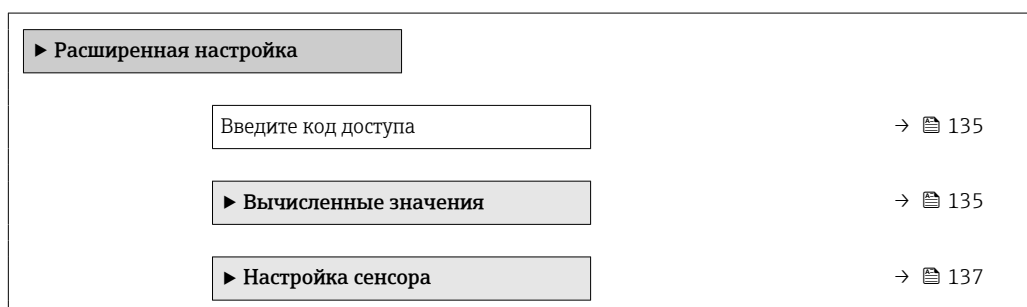 ► Расширенная настройка
Введите код доступа → 🖹 135
► Вычисленные значения → 🖹 135
► Настройка сенсора → 🖹 137